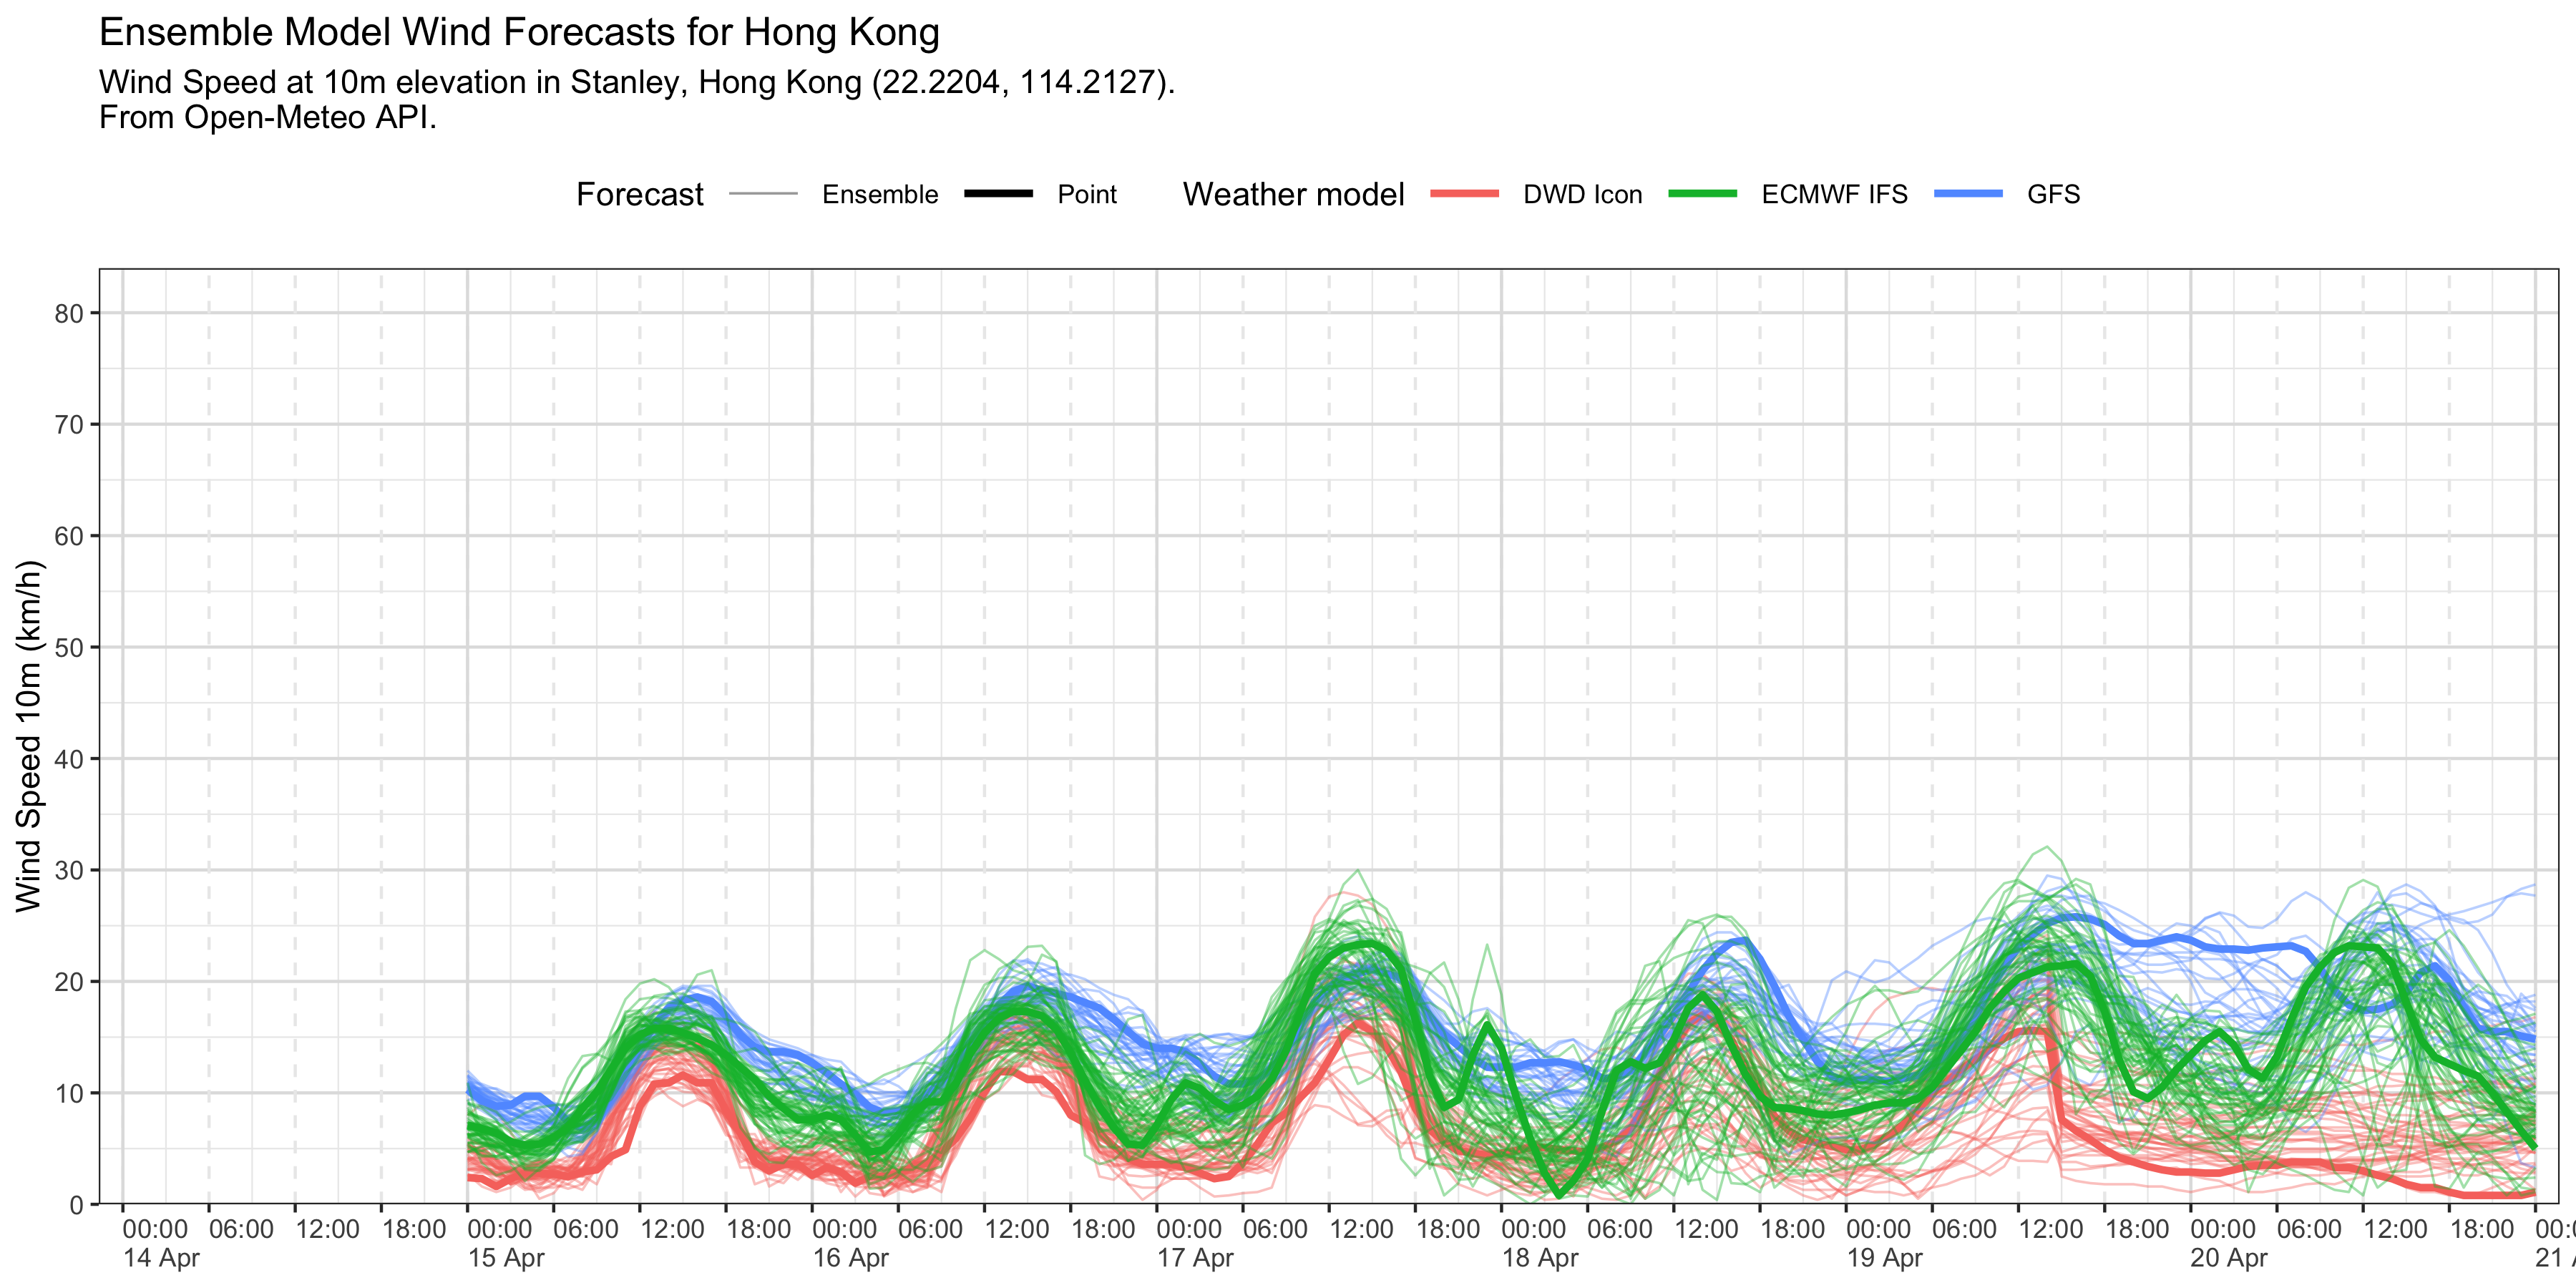 Ensemble Model Wind Forecasts for Hong Kong
Wind Speed at 10m elevation in Stanley, Hong Kong (22.2204, 114.2127).
From Open-Meteo API.
Forecast Ensemble Point Weather model DWD Icon ECMWF IFS GFS
Wind Speed 10m (km/h)
80
70
60
50
40
30
20
10
0
00:00 06:00 12:00 18:00 00:00 06:00 12:00 18:00 00:00 06:00 12:00 18:00 00:00 06:00 12:00 18:00 00:00 06:00 12:00 18:00 00:00 06:00 12:00 18:00 00:00 06:00 12:00 18:00
14 Apr 15 Apr 16 Apr 17 Apr 18 Apr 19 Apr 20 Apr 21